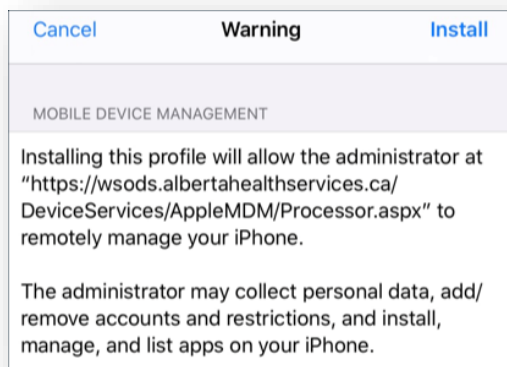 Cancel Warning Install
MOBILE DEVICE MANAGEMENT
Installing this profile will allow the administrator at
“https://wsods.albertahealthservices.ca/
DeviceServices/AppleMDM/Processor.aspx” to
remotely manage your iPhone.
The administrator may collect personal data, add/
remove accounts and restrictions, and install,
manage, and list apps on your iPhone.